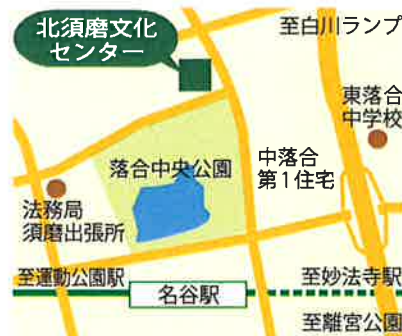 北須磨文化
センター
至白川ランプ
東落合
中学校
落合中央公園
中落合
第1住宅
法務局
須磨出張所
至運動公園駅
名谷駅
至妙法寺駅
至離宮公園